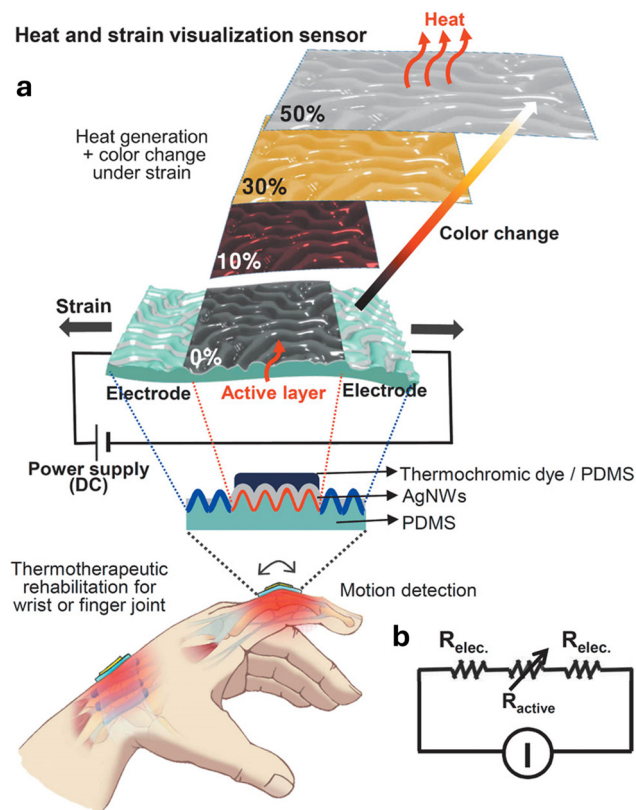 Heat and strain visualization sensor
Heat
a
50%
Heat generation
+ color change
under strain
30%
Color change
10%
Strain
0%
Electrode
Active layer
Electrode
Power supply
(DC)
Thermochromic dye / PDMS
AgNWs
PDMS
Thermotherapeutic
rehabilitation for
wrist or finger joint
Motion detection
b
Relec.
Relec.
Ractive
I